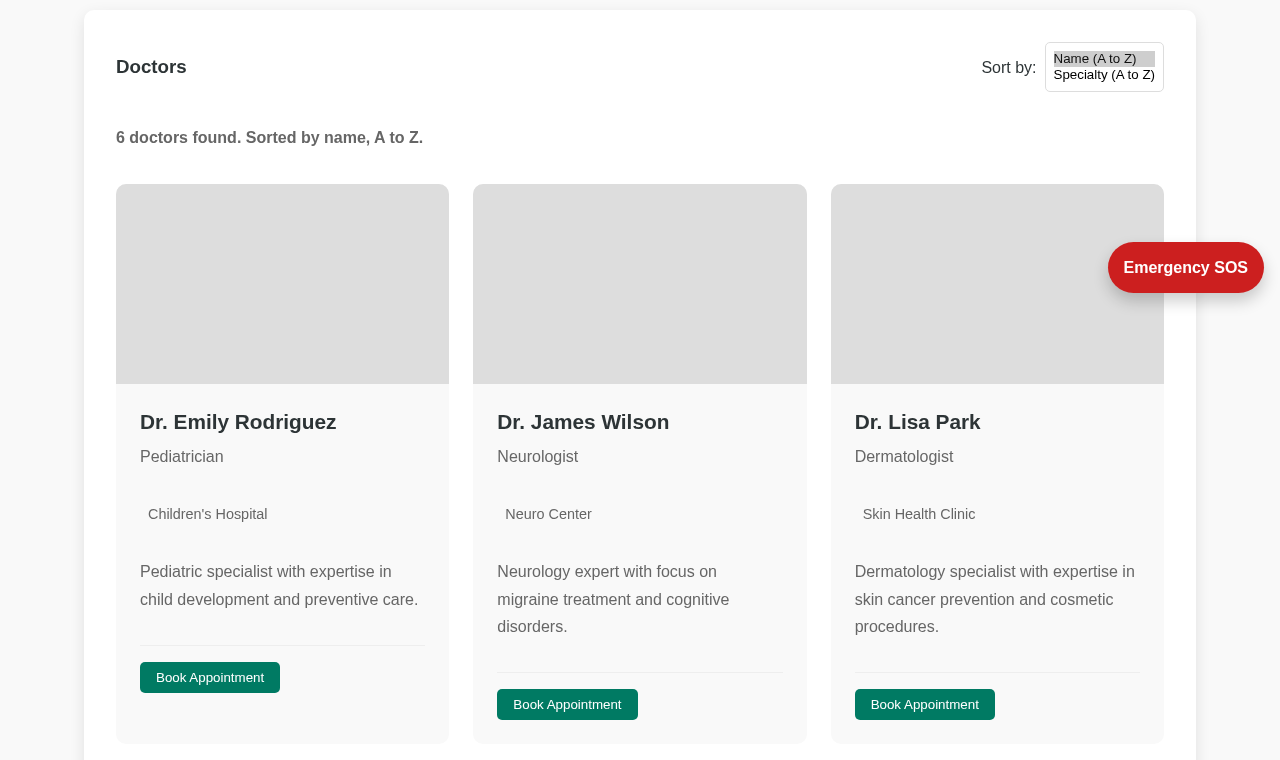 Doctors
Sort by:
Name (A to Z)
Specialty (A to Z)
6 doctors found. Sorted by name, A to Z.
Emergency SOS
Dr. Emily Rodriguez
Pediatrician
Children's Hospital
Pediatric specialist with expertise in
child development and preventive care.
Book Appointment
Dr. James Wilson
Neurologist
Neuro Center
Neurology expert with focus on
migraine treatment and cognitive
disorders.
Book Appointment
Dr. Lisa Park
Dermatologist
Skin Health Clinic
Dermatology specialist with expertise in
skin cancer prevention and cosmetic
procedures.
Book Appointment